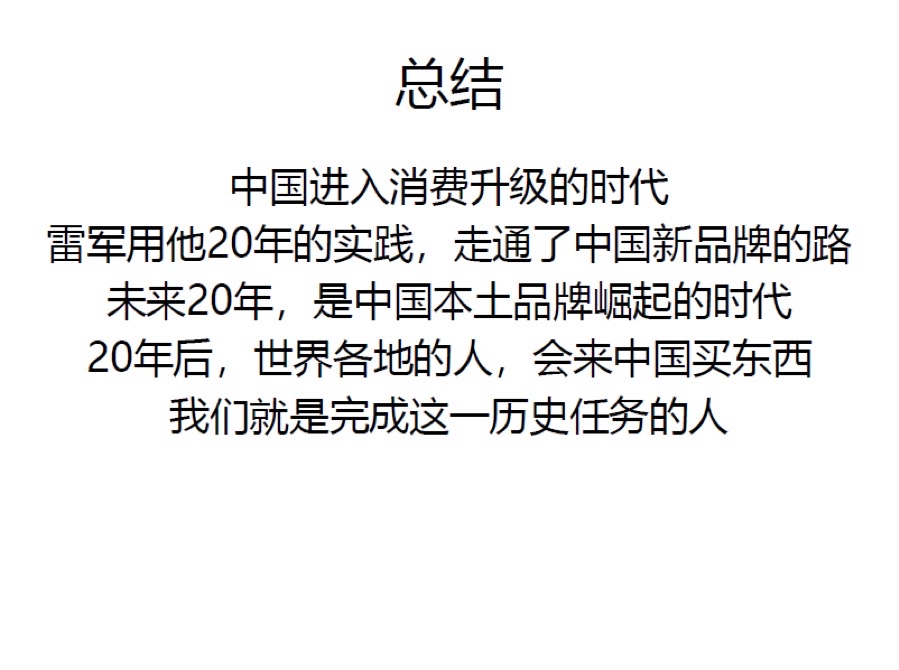 总结
中国进入消费升级的时代
雷军用他20年的实践，走通了中国新品牌的路
未来20年，是中国本土品牌崛起的时代
20年后，世界各地的人，会来中国买东西
我们就是完成这一历史任务的人